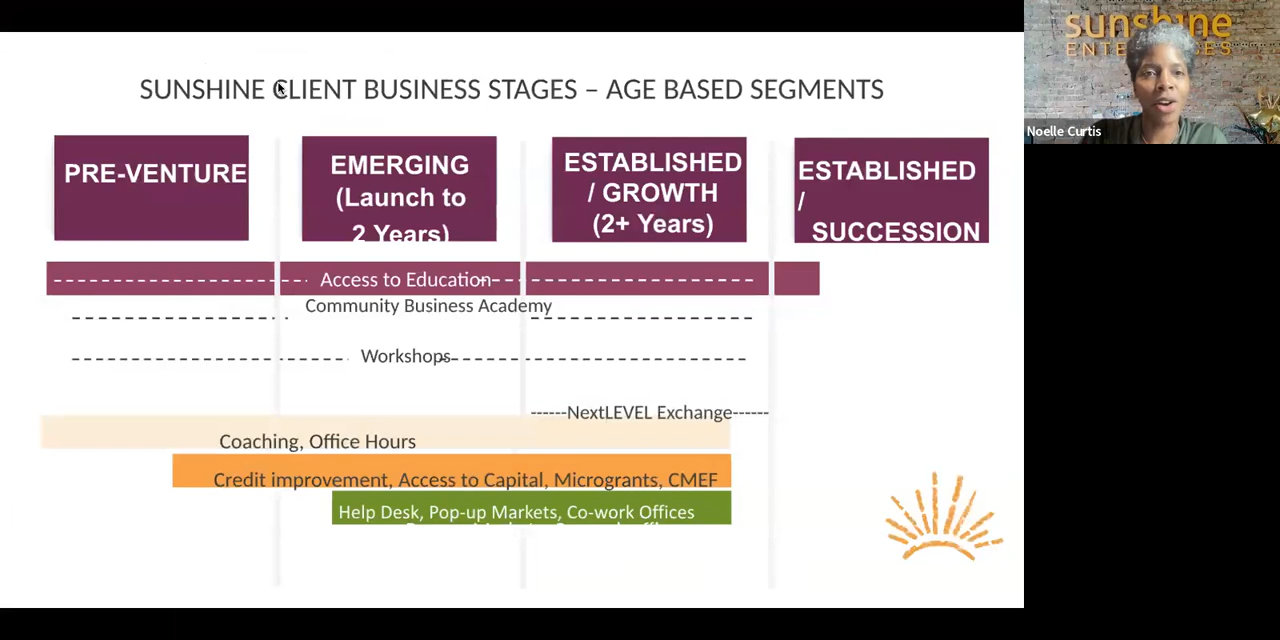 SUNSHINE CLIENT BUSINESS STAGES – AGE BASED SEGMENTS
PRE-VENTURE
EMERGING
(Launch to
2 Years)
ESTABLISHED
/ GROWTH
(2+ Years)
ESTABLISHED
/
SUCCESSION
Access to Education
Community Business Academy
Workshops
------NextLEVEL Exchange------
Coaching, Office Hours
Credit improvement, Access to Capital, Microgrants, CMEF
Help Desk, Pop-up Markets, Co-work Offices
sunshine
ENTERPRISES
Noelle Curtis